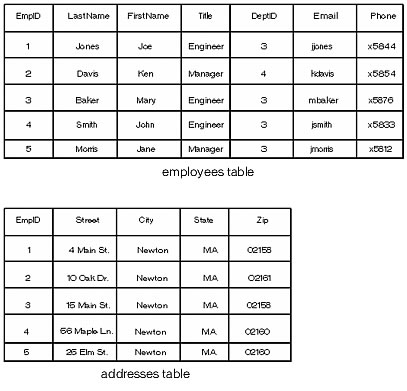 EmpID LastName FirstName Title DeptID Email Phone
1 Jones Joe Engineer 3 jjones x5844
2 Davis Ken Manager 4 kdavis x5854
3 Baker Mary Engineer 3 mbaker x5876
4 Smith John Engineer 3 jsmith x5833
5 Morris Jane Manager 3 jmorris x5812
employees table
EmpID Street City State Zip
1 4 Main St. Newton MA 02158
2 10 Oak Dr. Newton MA 02161
3 15 Main St. Newton MA 02158
4 56 Maple Ln. Newton MA 02160
5 25 Elm St. Newton MA 02160
addresses table